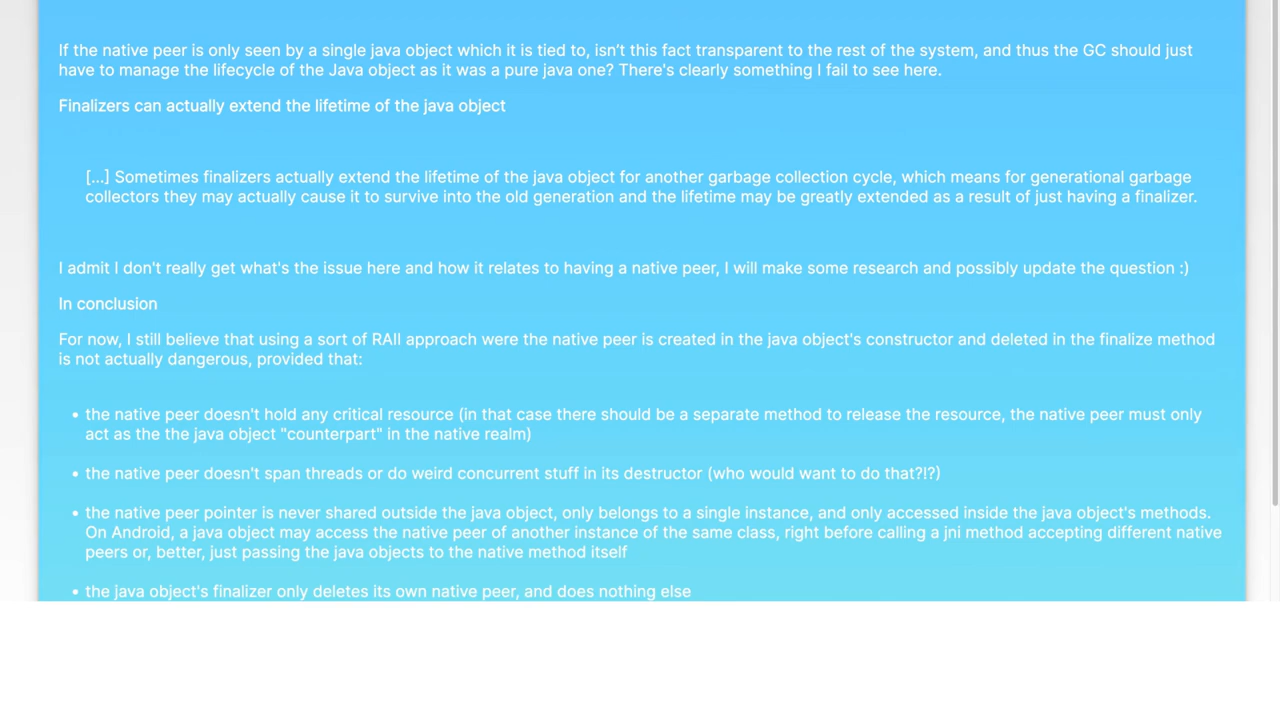 If the native peer is only seen by a single java object which it is tied to, isn’t this fact transparent to the rest of the system, and thus the GC should just
have to manage the lifecycle of the Java object as it was a pure java one? There's clearly something I fail to see here.
Finalizers can actually extend the lifetime of the java object
[...] Sometimes finalizers actually extend the lifetime of the java object for another garbage collection cycle, which means for generational garbage
collectors they may actually cause it to survive into the old generation and the lifetime may be greatly extended as a result of just having a finalizer.
I admit I don't really get what's the issue here and how it relates to having a native peer, I will make some research and possibly update the question :)
In conclusion
For now, I still believe that using a sort of RAII approach were the native peer is created in the java object's constructor and deleted in the finalize method
is not actually dangerous, provided that:
• the native peer doesn't hold any critical resource (in that case there should be a separate method to release the resource, the native peer must only
act as the the java object "counterpart" in the native realm)
• the native peer doesn't span threads or do weird concurrent stuff in its destructor (who would want to do that?!?)
• the native peer pointer is never shared outside the java object, only belongs to a single instance, and only accessed inside the java object's methods.
On Android, a java object may access the native peer of another instance of the same class, right before calling a jni method accepting different native
peers or, better, just passing the java objects to the native method itself
• the java object's finalizer only deletes its own native peer, and does nothing else